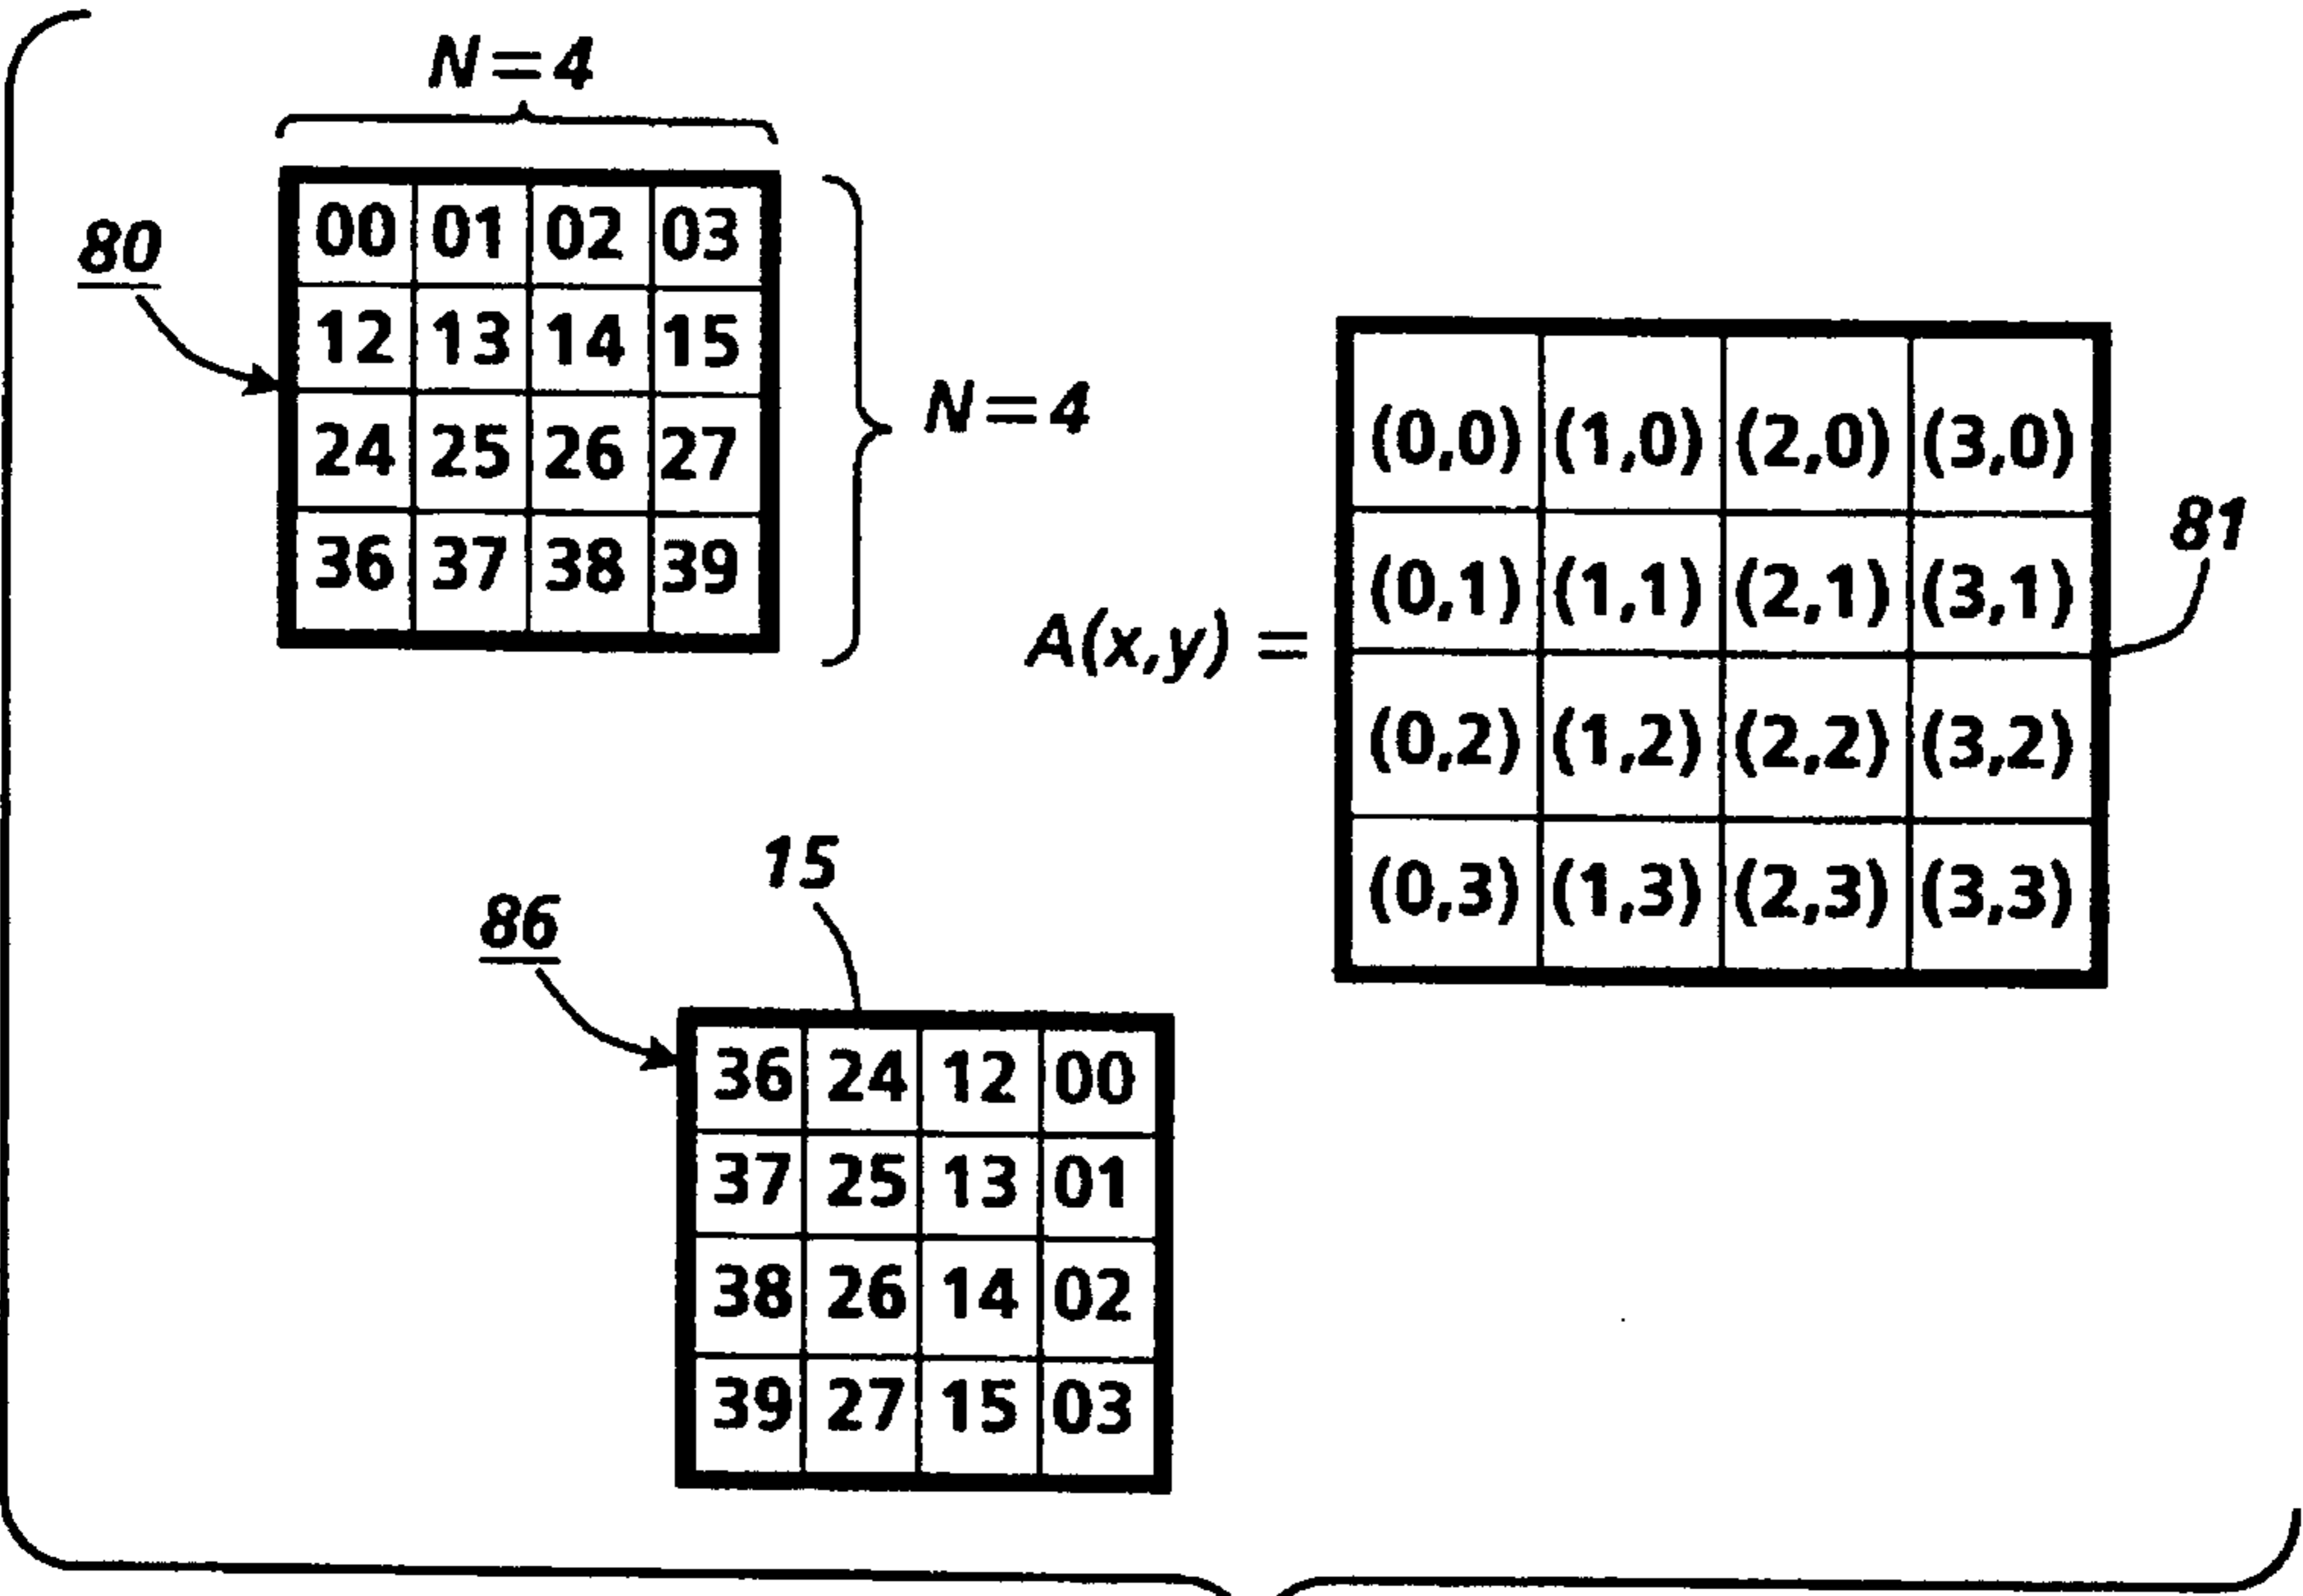 N=4
80
00 01 02 03
12 13 14 15
24 25 26 27
36 37 38 39
N=4
A(x,y) =
(0,0) (1,0) (2,0) (3,0)
(0,1) (1,1) (2,1) (3,1)
(0,2) (1,2) (2,2) (3,2)
(0,3) (1,3) (2,3) (3,3)
81
15
86
36 24 12 00
37 25 13 01
38 26 14 02
39 27 15 03